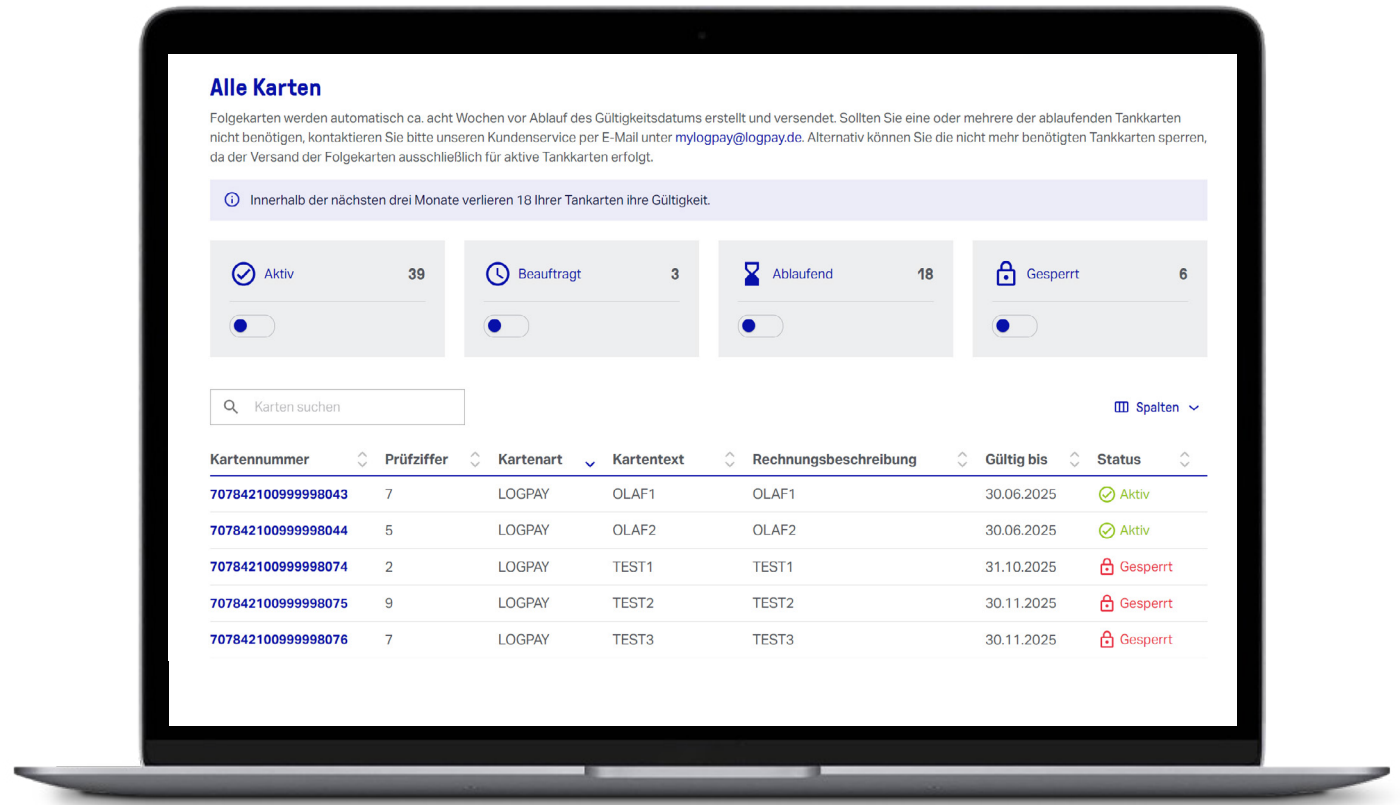 Alle Karten
Folgekarten werden automatisch ca. acht Wochen vor Ablauf des Gültigkeitsdatums erstellt und versendet. Sollten Sie eine oder mehrere der ablaufenden Tankkarten
nicht benötigen, kontaktieren Sie bitte unseren Kundenservice per E-Mail unter mylogpay@logpay.de. Alternativ können Sie die nicht mehr benötigten Tankkarten sperren,
da der Versand der Folgekarten ausschließlich für aktive Tankkarten erfolgt.
Innerhalb der nächsten drei Monate verlieren 18 Ihrer Tankarten ihre Gültigkeit.
Aktiv 39 Beauftragt 3 Ablaufend 18 Gesperrt 6
Karten suchen Spalten
Kartennummer Prüfziffer Kartenart Kartentext Rechnungsbeschreibung Gültig bis Status
707842100999998043 7 LOGPAY OLAF1 OLAF1 30.06.2025 Aktiv
707842100999998044 5 LOGPAY OLAF2 OLAF2 30.06.2025 Aktiv
707842100999998074 2 LOGPAY TEST1 TEST1 31.10.2025 Gesperrt
707842100999998075 9 LOGPAY TEST2 TEST2 30.11.2025 Gesperrt
707842100999998076 7 LOGPAY TEST3 TEST3 30.11.2025 Gesperrt